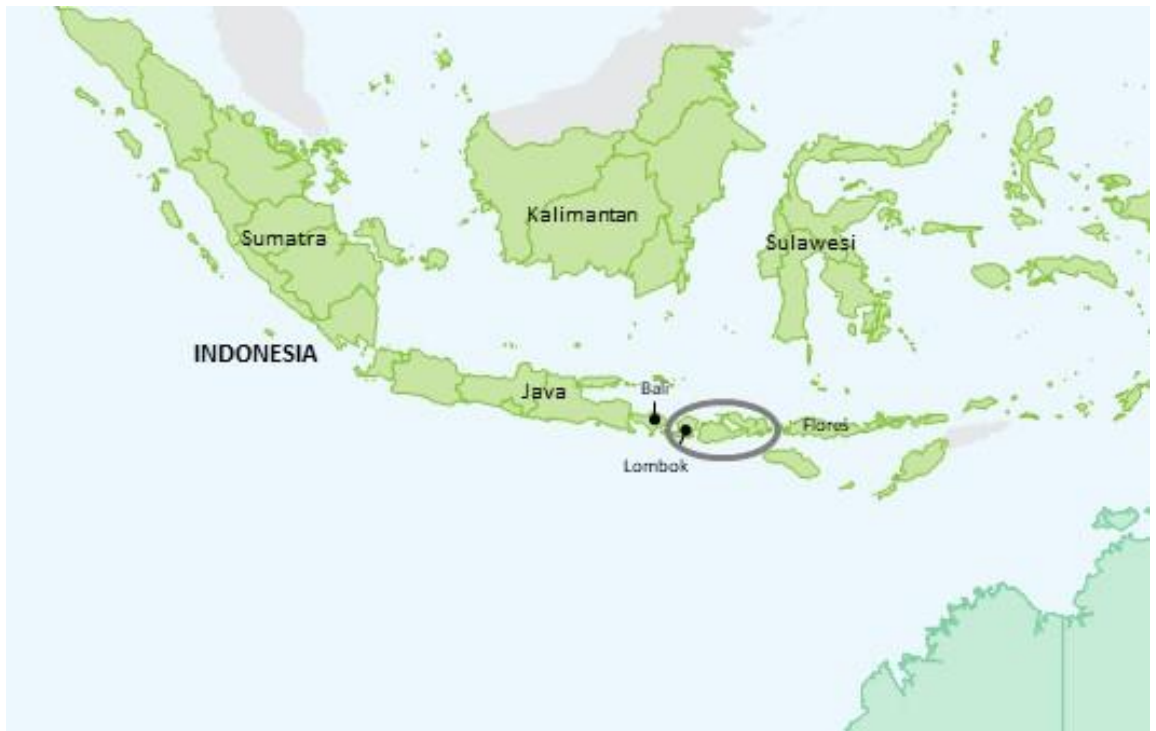 Kalimantan
Sumatra
Sulawesi
INDONESIA
Java
Bali
Flores
Lombok